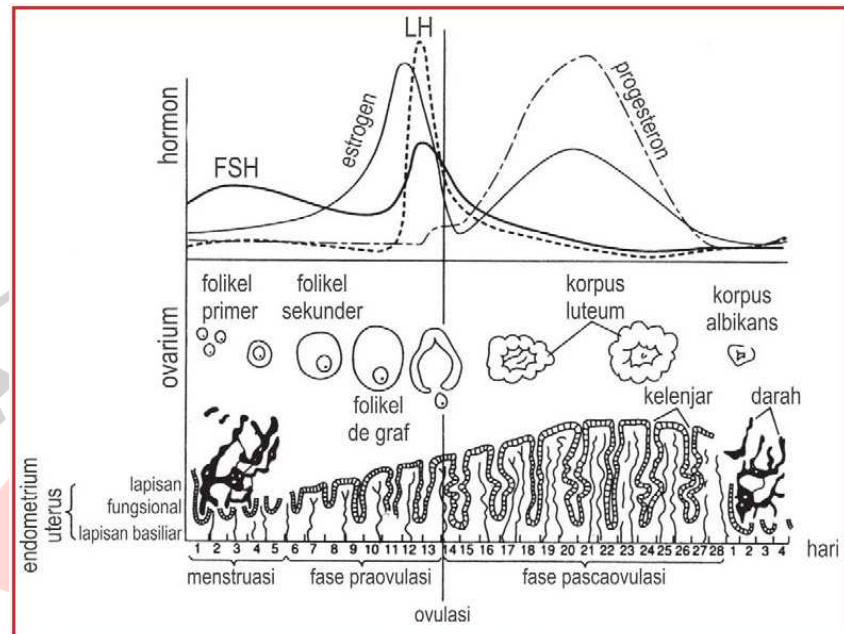 LH
hormon
estrogen
progesteron
FSH
ovarium
folikel
primer
folikel
sekunder
korpus
luteum
korpus
albikans
folikel
de graf
kelenjar
darah
endometrium
uterus
lapisan
fungsional
lapisan basiliar
1 2 3 4 5 6 7 8 9 10 11 12 13 14 15 16 17 18 19 20 21 22 23 24 25 26 27 28 1 2 3 4 hari
menstruasi fase praovulasi fase pascaovulasi
ovulasi